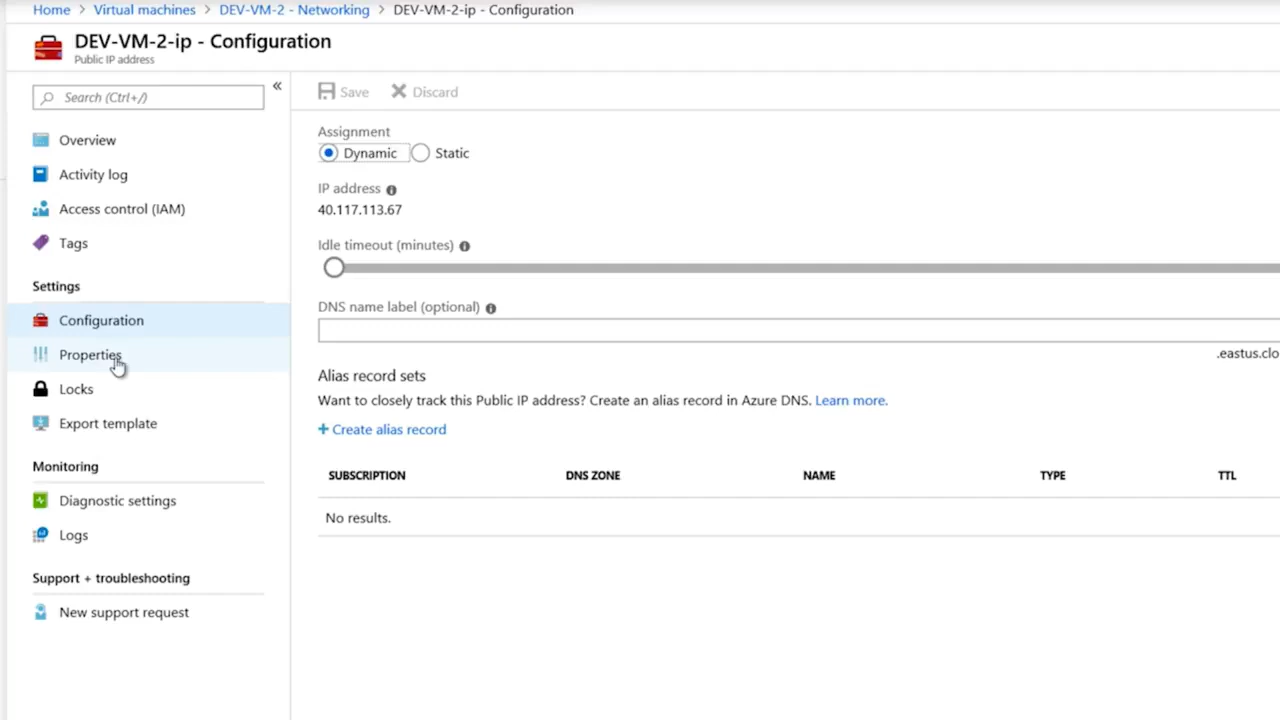 Home > Virtual machines > DEV-VM-2 - Networking > DEV-VM-2-ip - Configuration
DEV-VM-2-ip - Configuration
Public IP address
«
Search (Ctrl+/)
Overview
Activity log
Access control (IAM)
Tags
Settings
Configuration
Properties
Locks
Export template
Monitoring
Diagnostic settings
Logs
Support + troubleshooting
New support request
Save Discard
Assignment
Dynamic Static
IP address
40.117.113.67
Idle timeout (minutes)
DNS name label (optional)
.eastus.clo
Alias record sets
Want to closely track this Public IP address? Create an alias record in Azure DNS. Learn more.
+ Create alias record
SUBSCRIPTION DNS ZONE NAME TYPE TTL
No results.